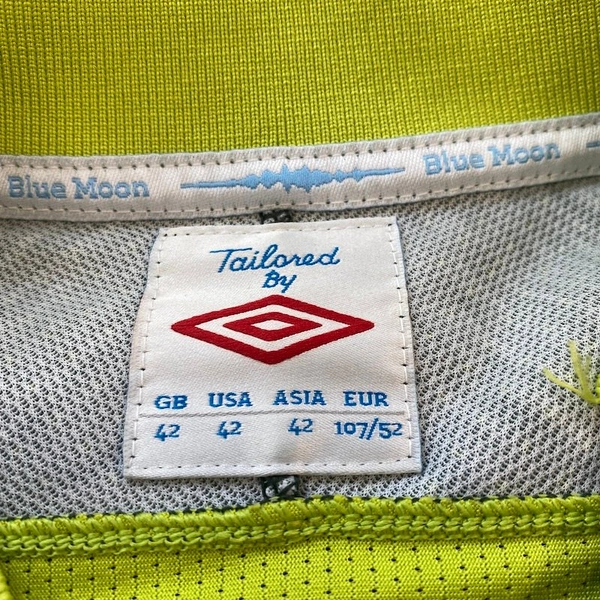 Blue Moon Blue Moon
Tailored
By
GB USA ASIA EUR
42 42 42 107/52